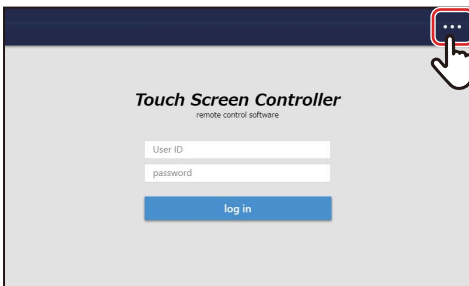 Touch Screen Controller
remote control software
User ID
password
log in